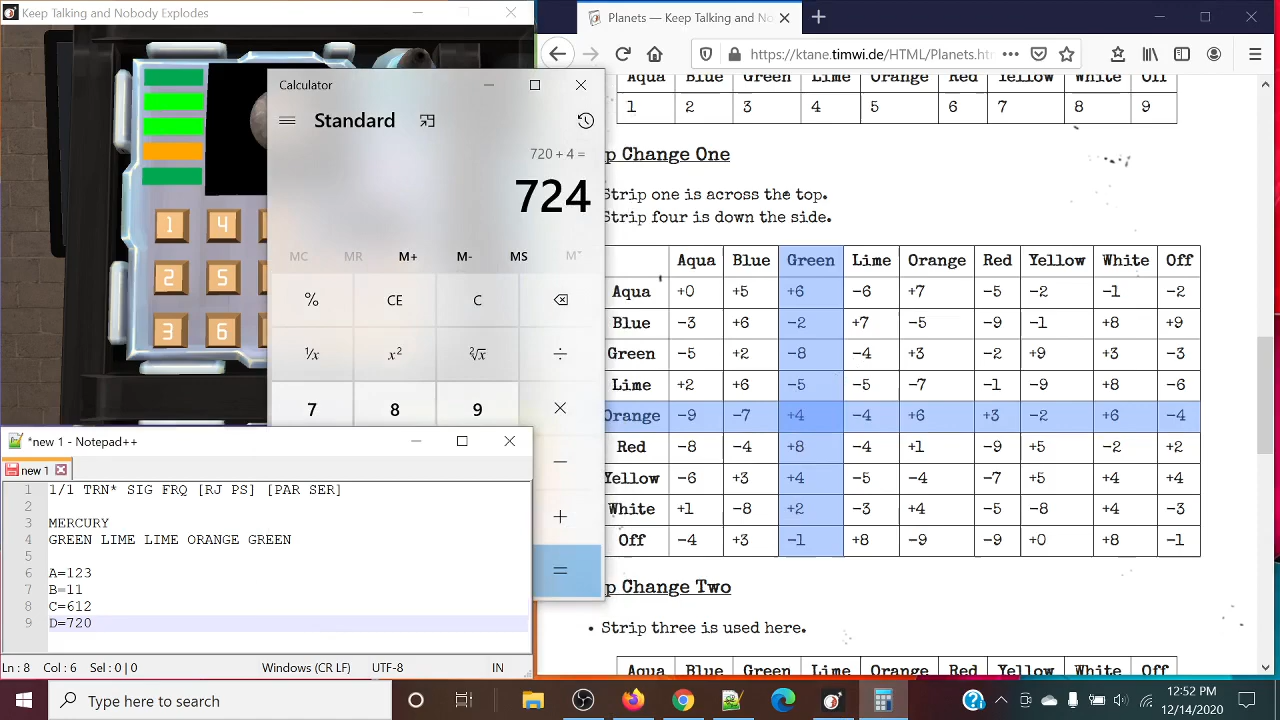 Keep Talking and Nobody Explodes
1 4
2 5
3 6
Calculator
Standard
720 + 4 =
724
MC MR M+ M- MS M˅
% CE C ⌫
¹/x x² ²√x ÷
7 8 9 ×
−
+
=
*new 1 - Notepad++
new 1
1 1/1 TRN* SIG FRQ [RJ PS] [PAR SER]
2
3 MERCURY
4 GREEN LIME LIME ORANGE GREEN
5
6 A=123
7 B=11
8 C=612
9 D=720
Ln : 8 Col : 6 Sel : 0 | 0 Windows (CR LF) UTF-8 IN
Planets — Keep Talking and No
https://ktane.timwi.de/HTML/Planets.htm
Aqua Blue Green Lime Orange Red Yellow White Off
1 2 3 4 5 6 7 8 9
p Change One
Strip one is across the top.
Strip four is down the side.
Aqua Blue Green Lime Orange Red Yellow White Off
Aqua +0 +5 +6 -6 +7 -5 -2 -1 -2
Blue -3 +6 -2 +7 -5 -9 -1 +8 +9
Green -5 +2 -8 -4 +3 -2 +9 +3 -3
Lime +2 +6 -5 -5 -7 -1 -9 +8 -6
Orange -9 -7 +4 -4 +6 +3 -2 +6 -4
Red -8 -4 +8 -4 +1 -9 +5 -2 +2
Yellow -6 +3 +4 -5 -4 -7 -5 +4 +4
White +1 -8 +2 -3 +4 -5 -8 +4 -3
Off -4 +3 -1 +8 -9 -9 +0 +8 -1
p Change Two
• Strip three is used here.
Aqua Blue Green Lime Orange Red Yellow White Off
Type here to search
12:52 PM
12/14/2020